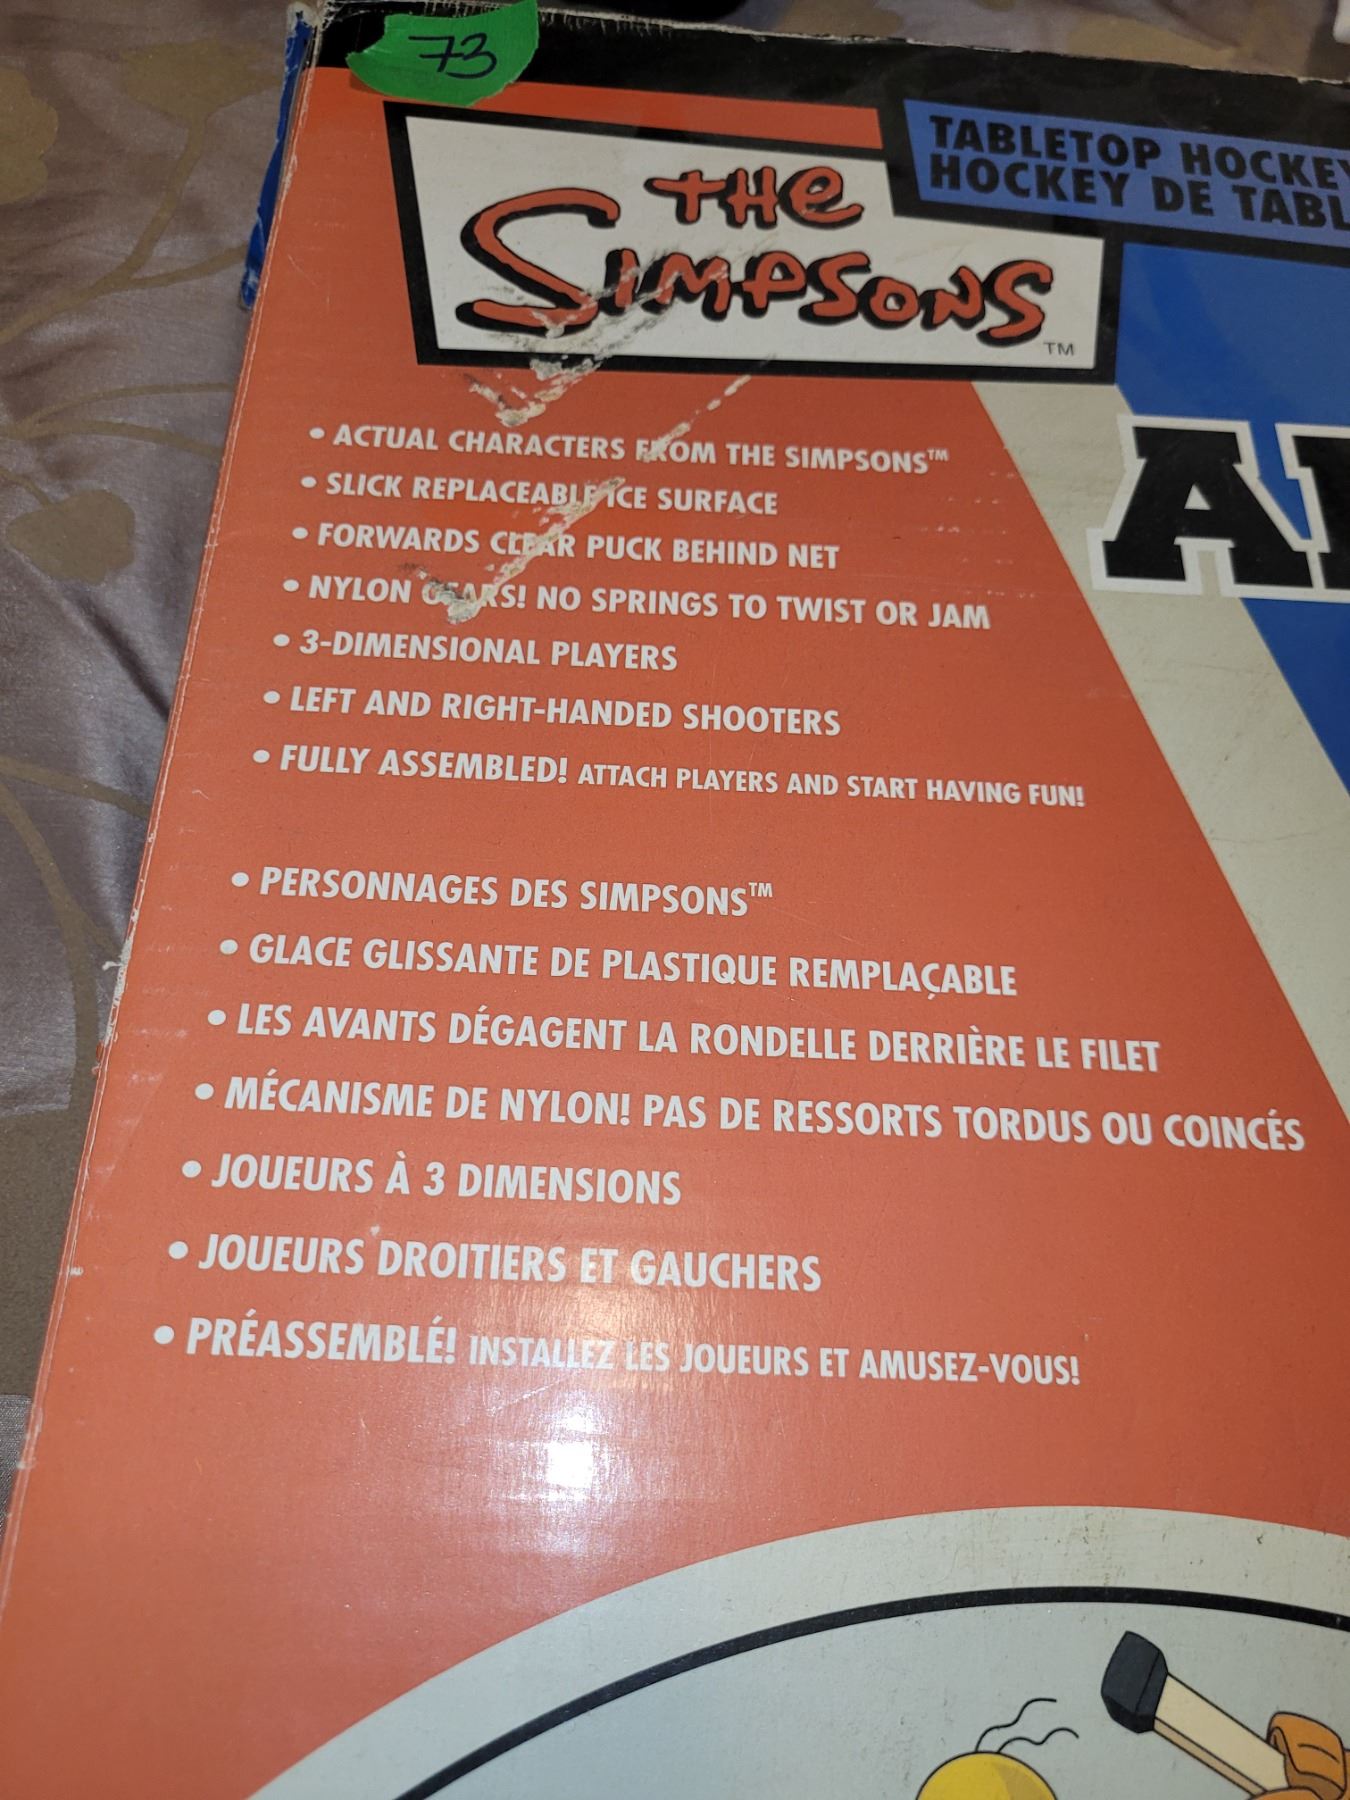 73
THE
SIMPSONS
TM
TABLETOP HOCKEY
HOCKEY DE TABL
• ACTUAL CHARACTERS FROM THE SIMPSONS™
• SLICK REPLACEABLE ICE SURFACE
• FORWARDS CLEAR PUCK BEHIND NET
• NYLON GEARS! NO SPRINGS TO TWIST OR JAM
• 3-DIMENSIONAL PLAYERS
• LEFT AND RIGHT-HANDED SHOOTERS
• FULLY ASSEMBLED! ATTACH PLAYERS AND START HAVING FUN!
• PERSONNAGES DES SIMPSONS™
• GLACE GLISSANTE DE PLASTIQUE REMPLAÇABLE
• LES AVANTS DÉGAGENT LA RONDELLE DERRIÈRE LE FILET
• MÉCANISME DE NYLON! PAS DE RESSORTS TORDUS OU COINCÉS
• JOUEURS À 3 DIMENSIONS
• JOUEURS DROITIERS ET GAUCHERS
• PRÉASSEMBLÉ! INSTALLEZ LES JOUEURS ET AMUSEZ-VOUS!